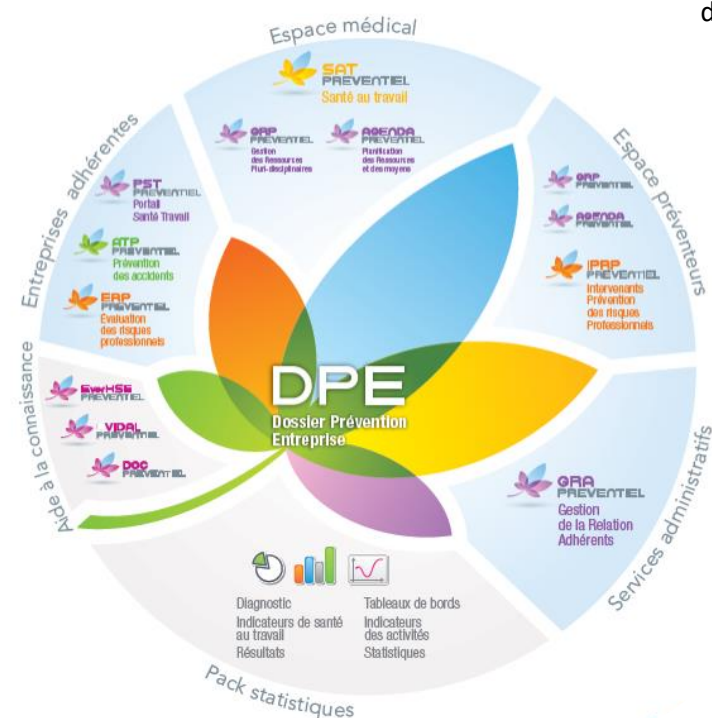 d
Espace médical
SAT
PREVENTIEL
Santé au travail
GRP
PREVENTIEL
Gestion
des Ressources
Pluri-disciplinaires
AGENDA
PREVENTIEL
Planification
des Ressources
et des moyens
Entreprises adhérentes
PST
PREVENTIEL
Portail
Santé Travail
ATP
PREVENTIEL
Prévention
des accidents
ERP
PREVENTIEL
Évaluation
des risques
professionnels
Espace préventeurs
GRP
PREVENTIEL
AGENDA
PREVENTIEL
IPRP
PREVENTIEL
Intervenants
Prévention
des risques
Professionnels
DPE
Dossier Prévention
Entreprise
Aide à la connaissance
EverHSE
PREVENTIEL
VIDAL
PREVENTIEL
DOC
PREVENTIEL
Services administratifs
GRA
PREVENTIEL
Gestion
de la Relation
Adhérents
Diagnostic
Indicateurs de santé
au travail
Résultats
Tableaux de bords
Indicateurs
des activités
Statistiques
Pack statistiques